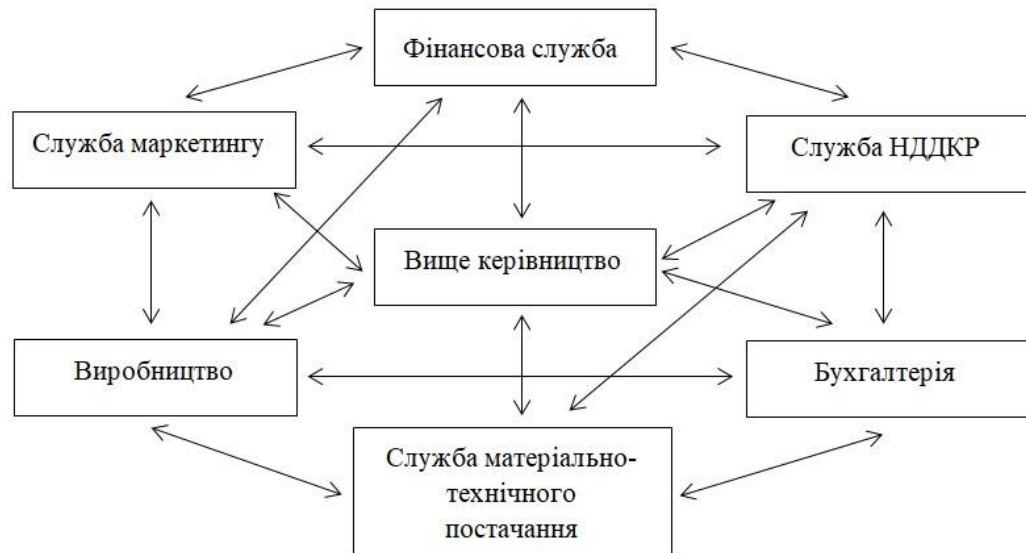 Фінансова служба
Служба маркетингу
Служба НДДКР
Вище керівництво
Виробництво
Бухгалтерія
Служба матеріально-
технічного
постачання